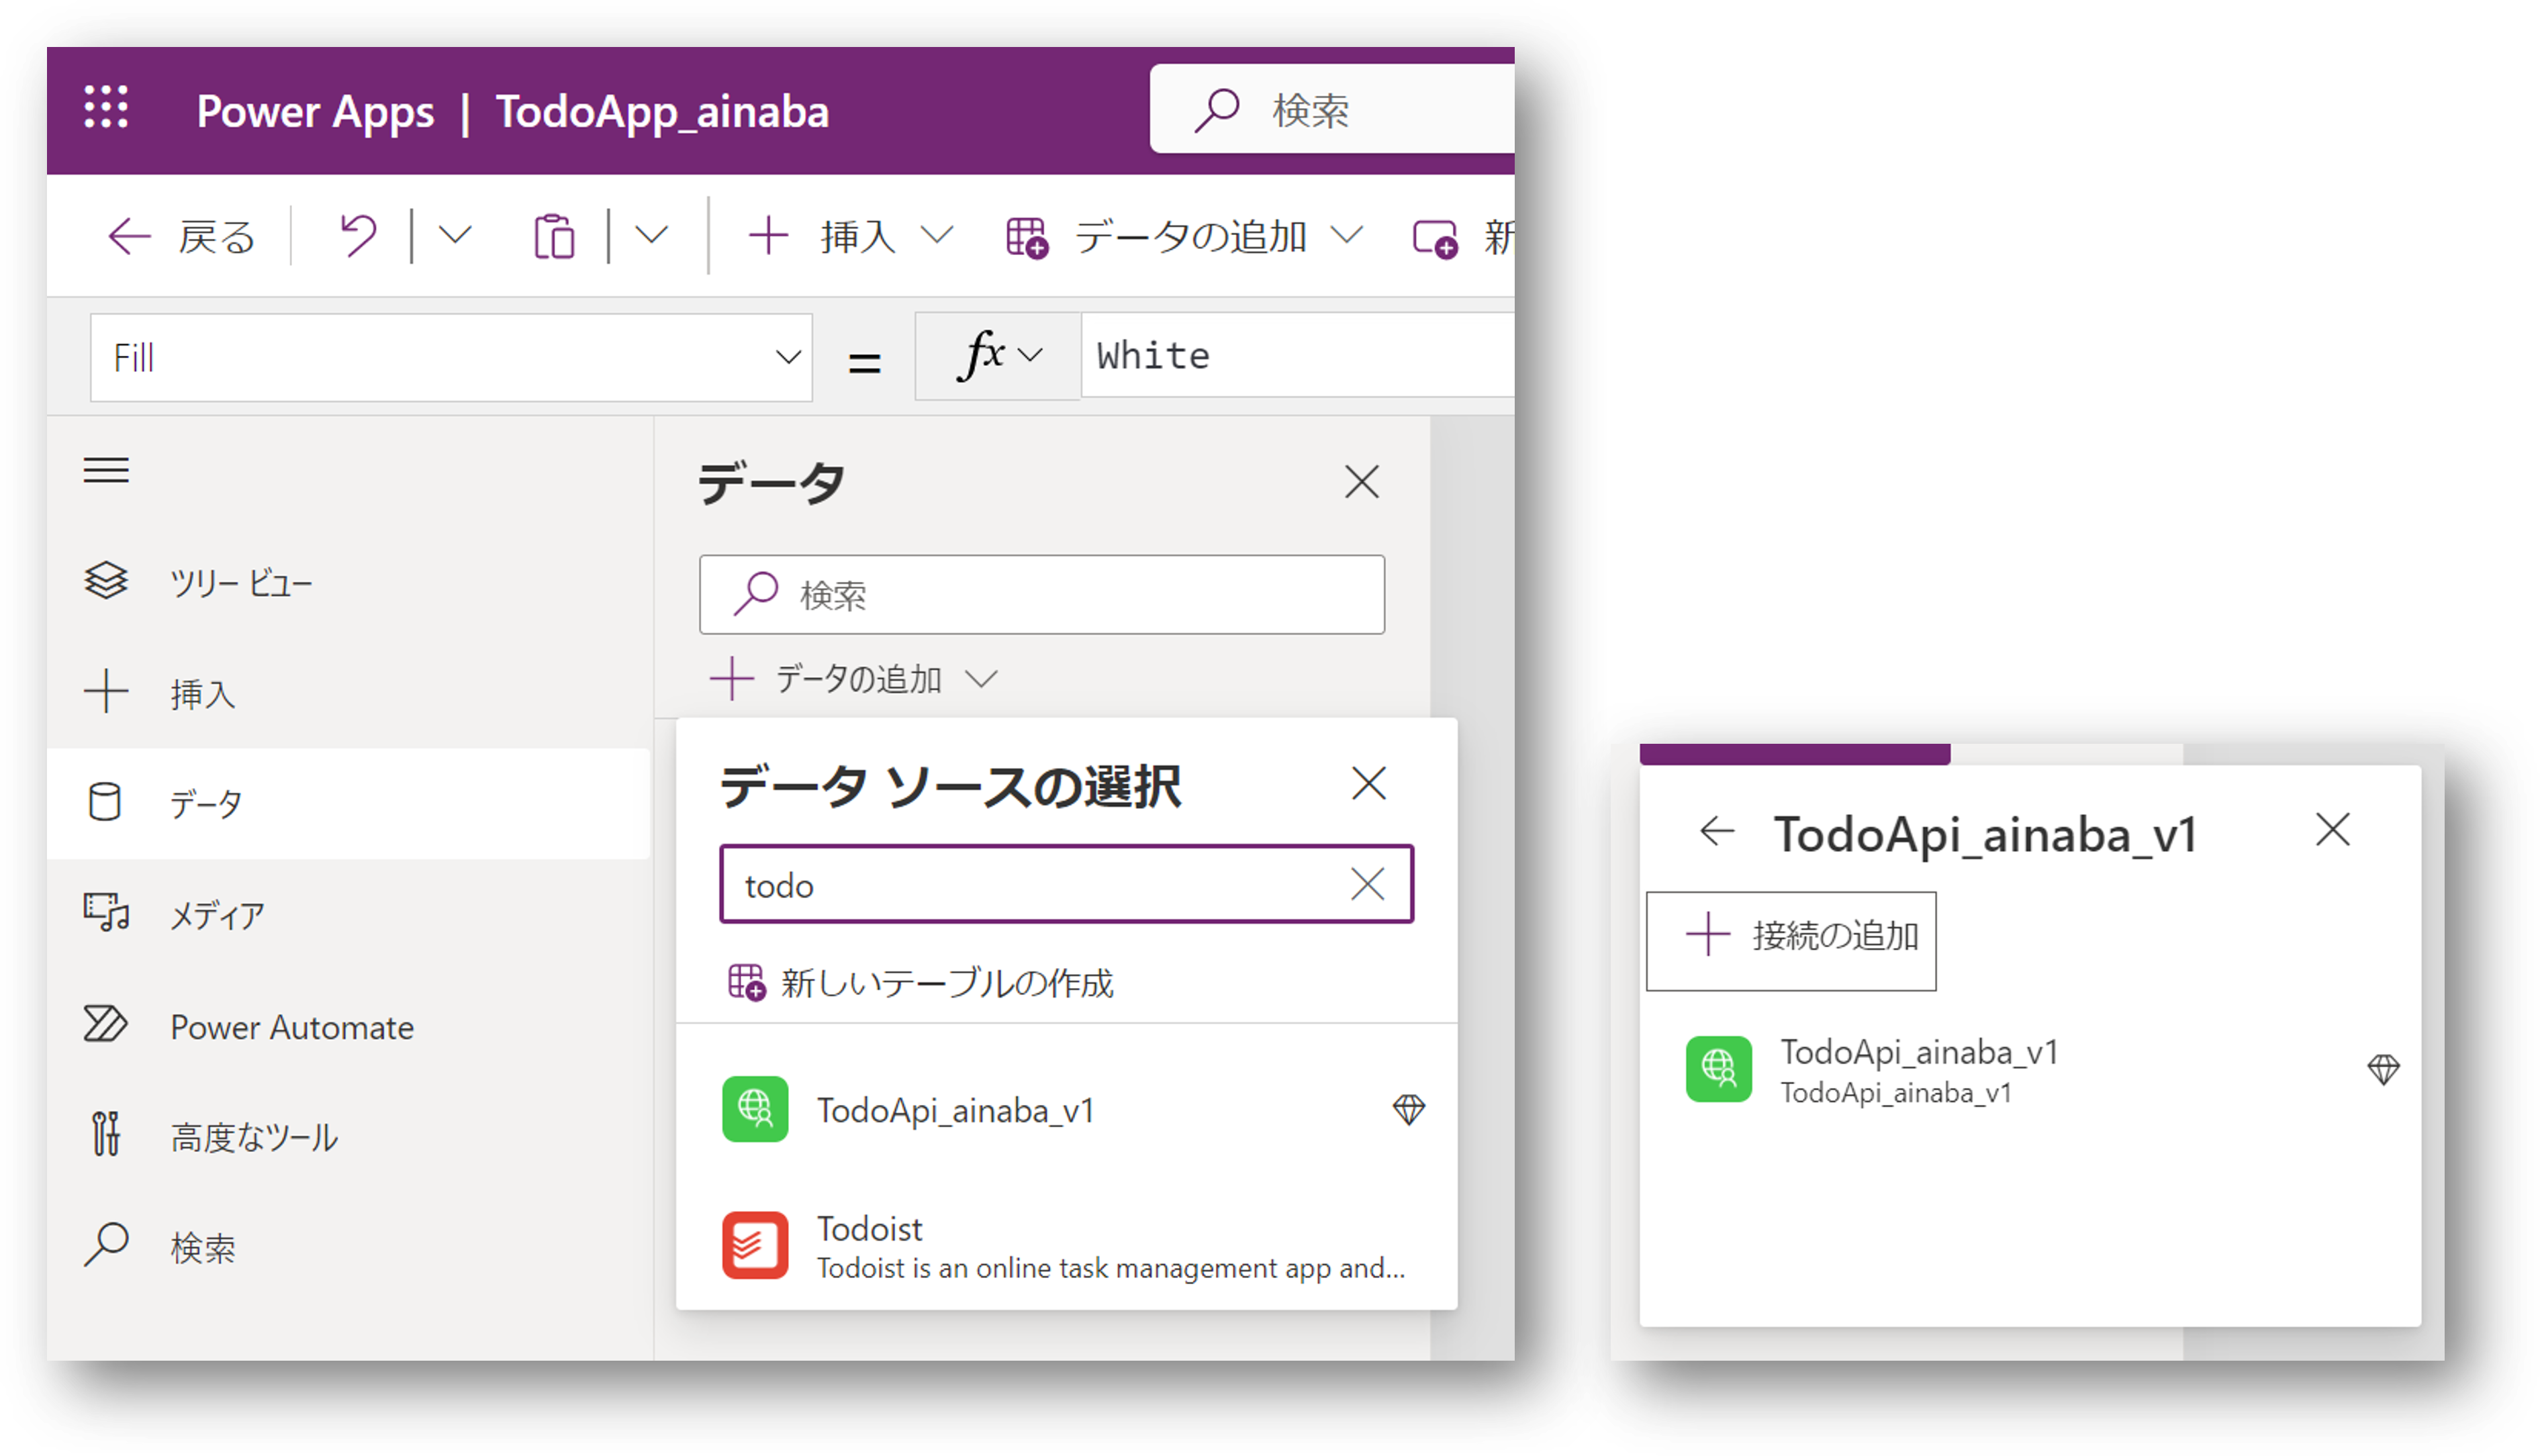 Power Apps | TodoApp_ainaba
検索
戻る
挿入
データの追加
新
Fill
=
fx
White
ツリー ビュー
挿入
データ
メディア
Power Automate
高度なツール
検索
データ
検索
データの追加
データ ソースの選択
todo
新しいテーブルの作成
TodoApi_ainaba_v1
Todoist
Todoist is an online task management app and...
TodoApi_ainaba_v1
接続の追加
TodoApi_ainaba_v1
TodoApi_ainaba_v1